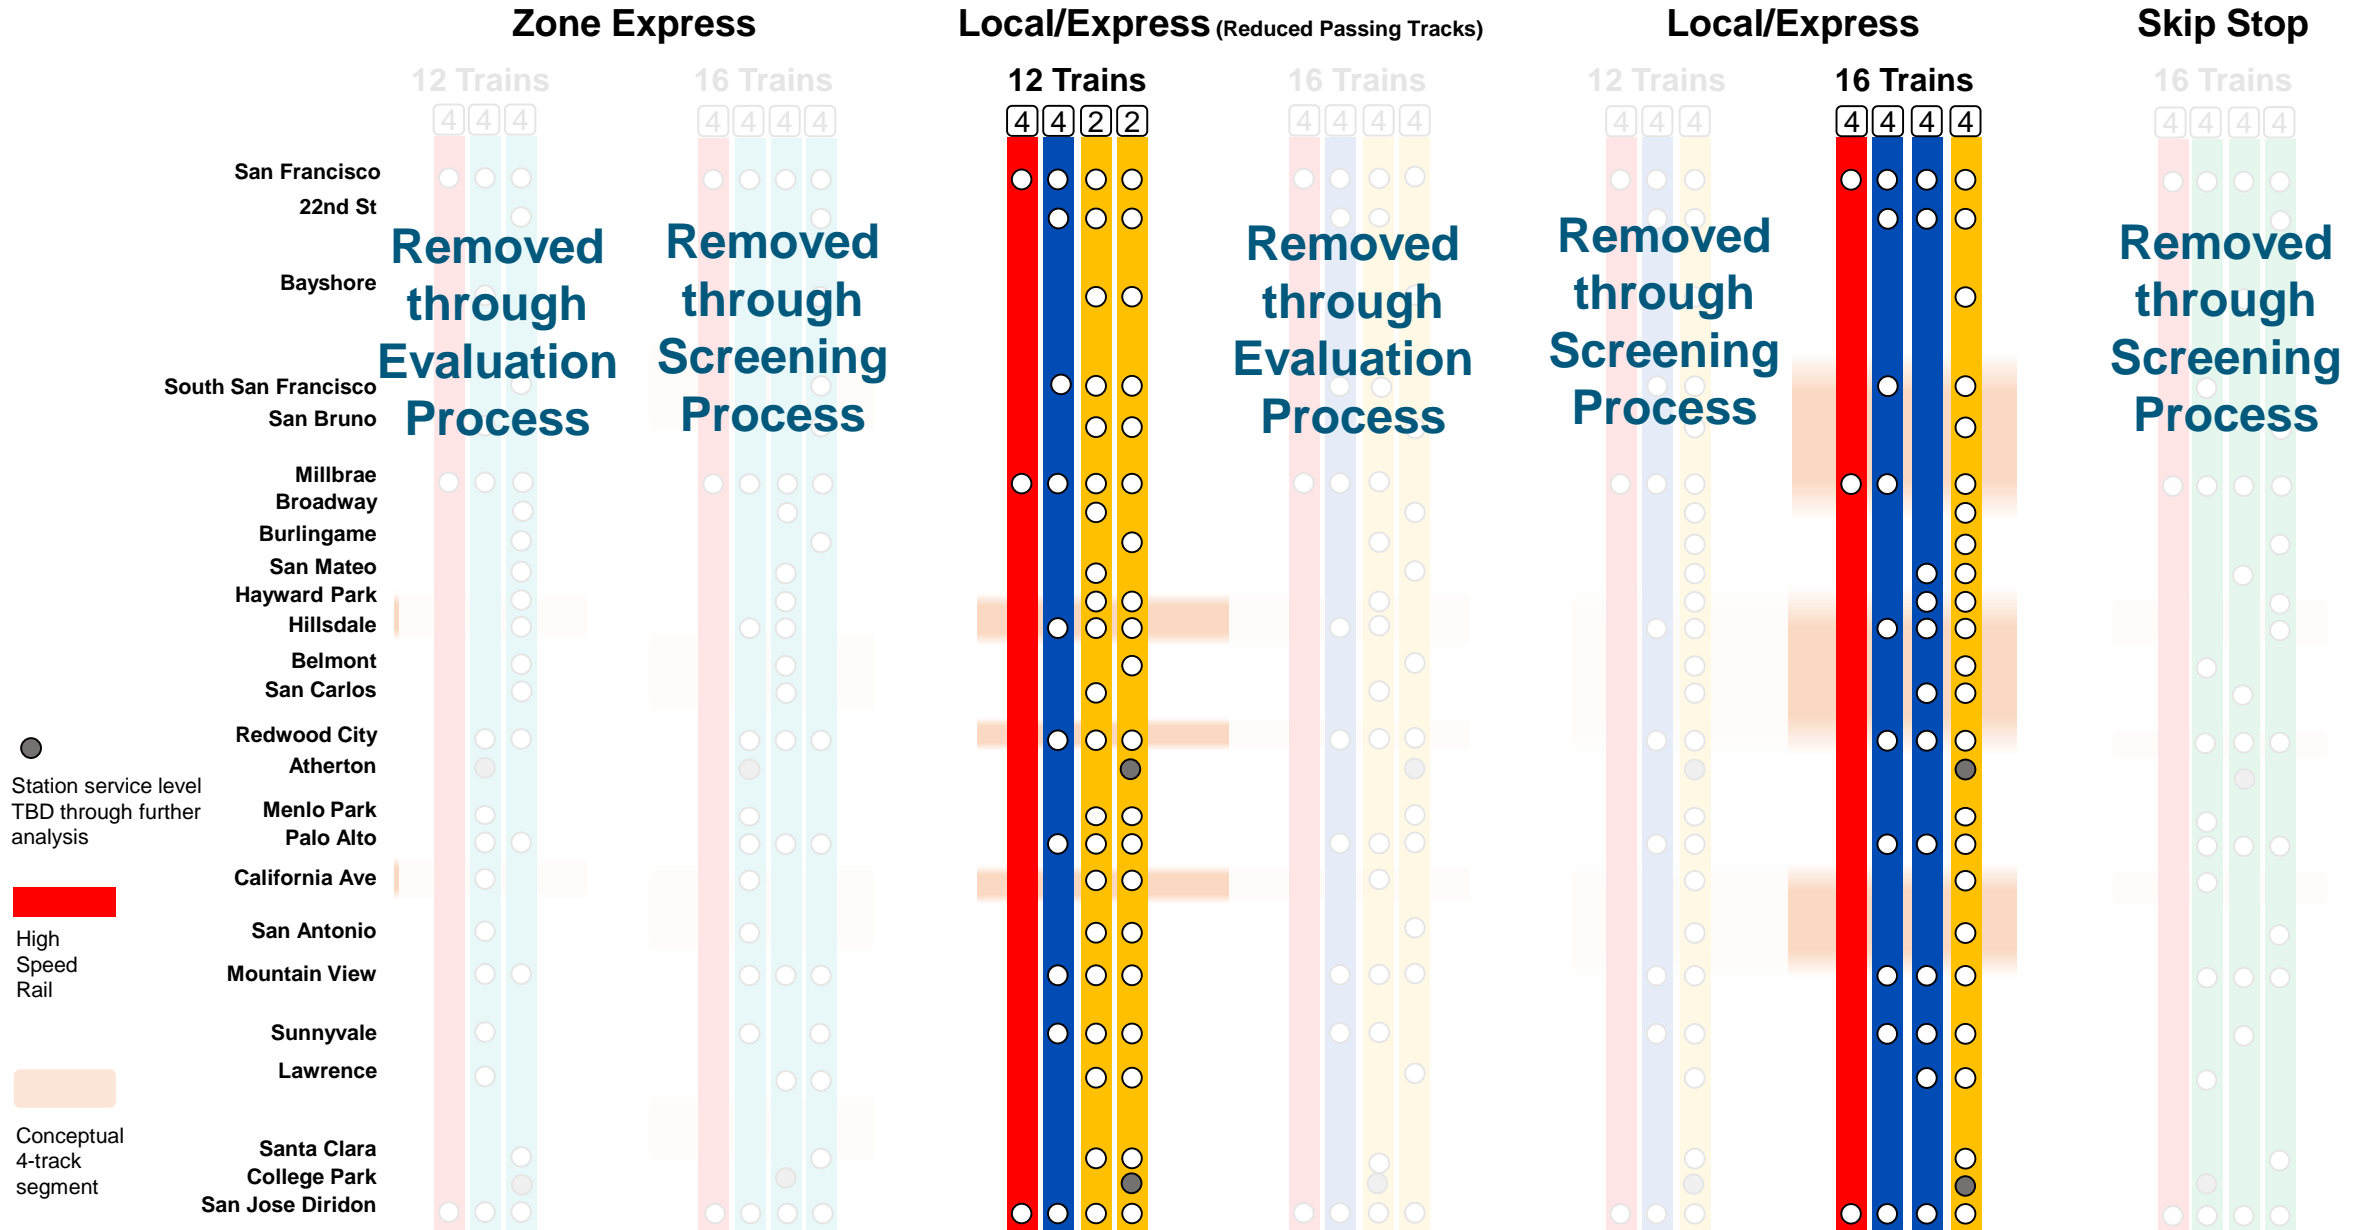 Zone Express
Local/Express (Reduced Passing Tracks)
Local/Express
Skip Stop
12 Trains
16 Trains
12 Trains
16 Trains
12 Trains
16 Trains
16 Trains
4 4 4
4 4 4 4
4 4 2 2
4 4 4 4
4 4 4
4 4 4 4
4 4 4 4
San Francisco
22nd St
Bayshore
South San Francisco
San Bruno
Millbrae
Broadway
Burlingame
San Mateo
Hayward Park
Hillsdale
Belmont
San Carlos
Redwood City
Atherton
Menlo Park
Palo Alto
California Ave
San Antonio
Mountain View
Sunnyvale
Lawrence
Santa Clara
College Park
San Jose Diridon
Removed
through
Evaluation
Process
Removed
through
Screening
Process
Removed
through
Evaluation
Process
Removed
through
Screening
Process
Removed
through
Screening
Process
Station service level
TBD through further
analysis
High
Speed
Rail
Conceptual
4-track
segment